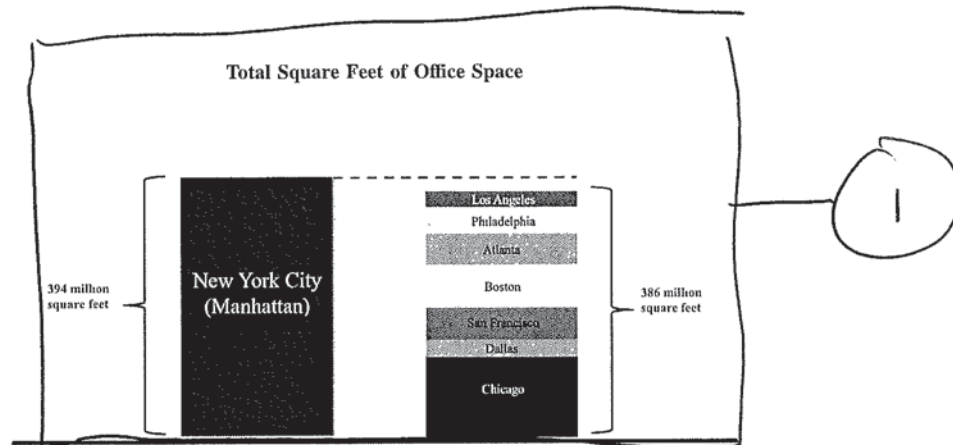 Total Square Feet of Office Space
Los Angeles
Philadelphia
Atlanta
New York City
(Manhattan)
394 million
square feet
Boston
386 million
square feet
San Francisco
Dallas
Chicago
1